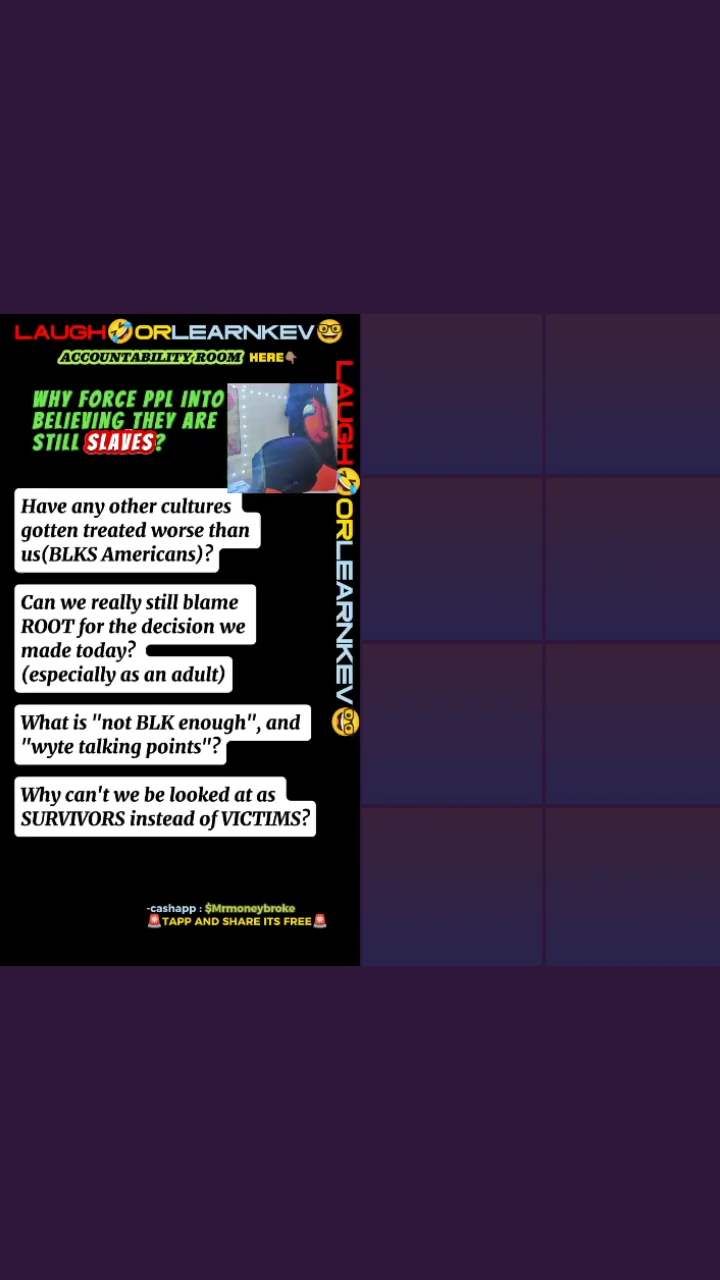 LAUGH🤣ORLEARNKEV🤓
ACCOUNTABILITY ROOM HERE👇🏽
WHY FORCE PPL INTO
BELIEVING THEY ARE
STILL SLAVES?
LAUGH🤣ORLEARNKEV🤓
Have any other cultures
gotten treated worse than
us(BLKS Americans)?
Can we really still blame
ROOT for the decision we
made today?
(especially as an adult)
What is "not BLK enough", and
"wyte talking points"?
Why can't we be looked at as
SURVIVORS instead of VICTIMS?
-cashapp : $Mrmoneybroke
🚨TAPP AND SHARE ITS FREE🚨